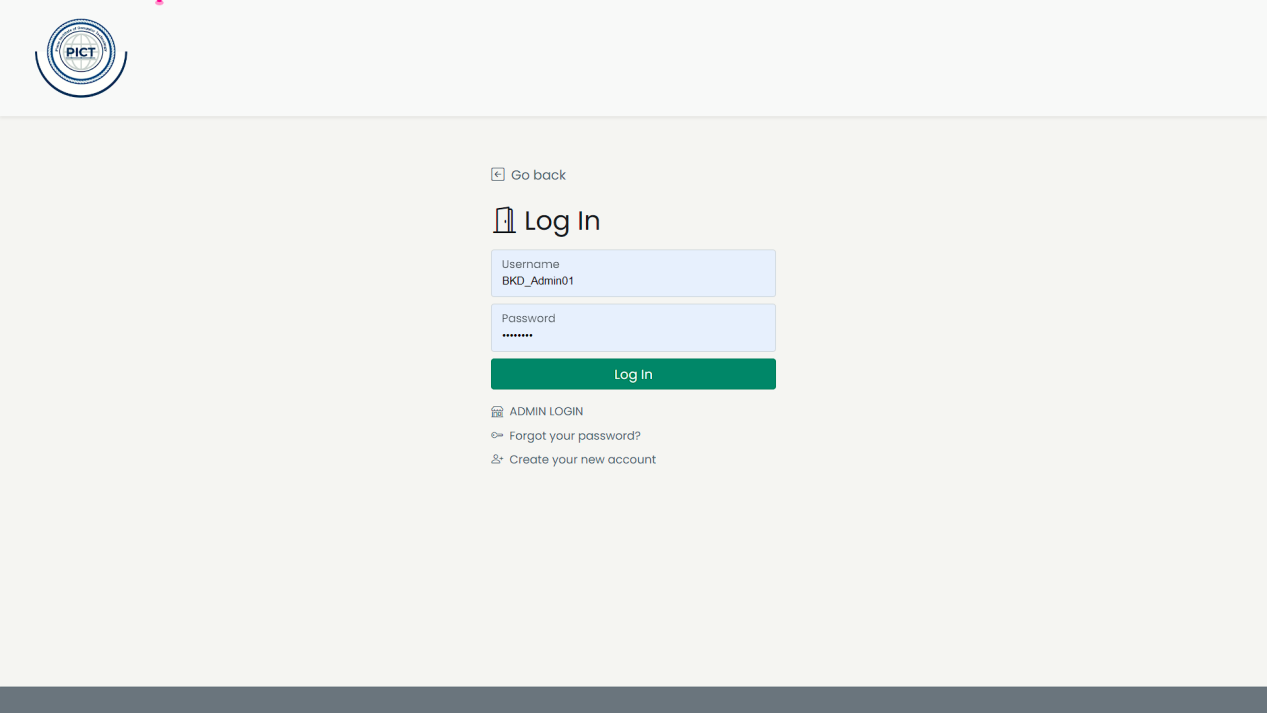 PICT
Go back
Log In
Username
BKD_Admin01
Password
••••••••
Log In
ADMIN LOGIN
Forgot your password?
Create your new account